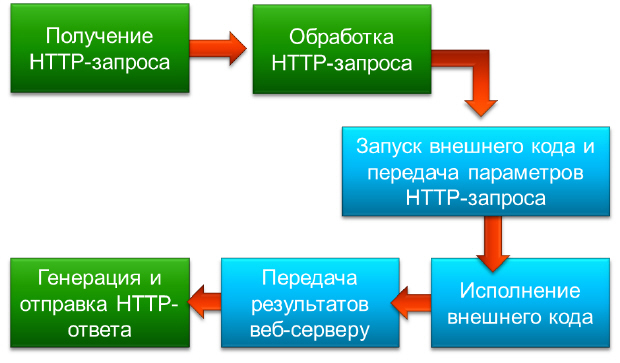 Получение
HTTP-запроса
Обработка
HTTP-запроса
Запуск внешнего кода и
передача параметров
HTTP-запроса
Исполнение
внешнего кода
Передача
результатов
веб-серверу
Генерация и
отправка HTTP-
ответа